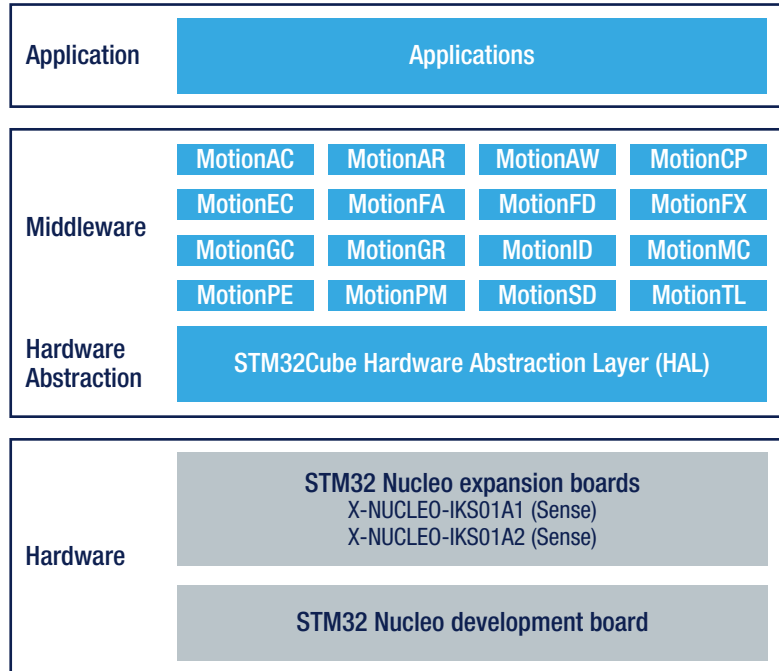 Application
Applications
Middleware
MotionAC MotionAR MotionAW MotionCP
MotionEC MotionFA MotionFD MotionFX
MotionGC MotionGR MotionID MotionMC
MotionPE MotionPM MotionSD MotionTL
Hardware
Abstraction
STM32Cube Hardware Abstraction Layer (HAL)
Hardware
STM32 Nucleo expansion boards
X-NUCLEO-IKS01A1 (Sense)
X-NUCLEO-IKS01A2 (Sense)
STM32 Nucleo development board